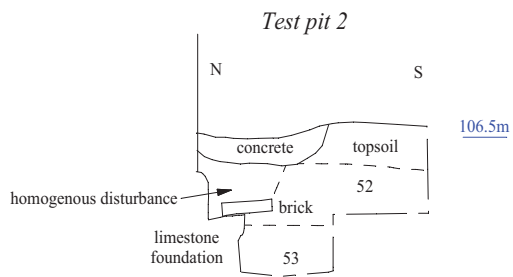 Test pit 2
N
S
106.5m
concrete
topsoil
52
homogenous disturbance
brick
limestone
foundation
53